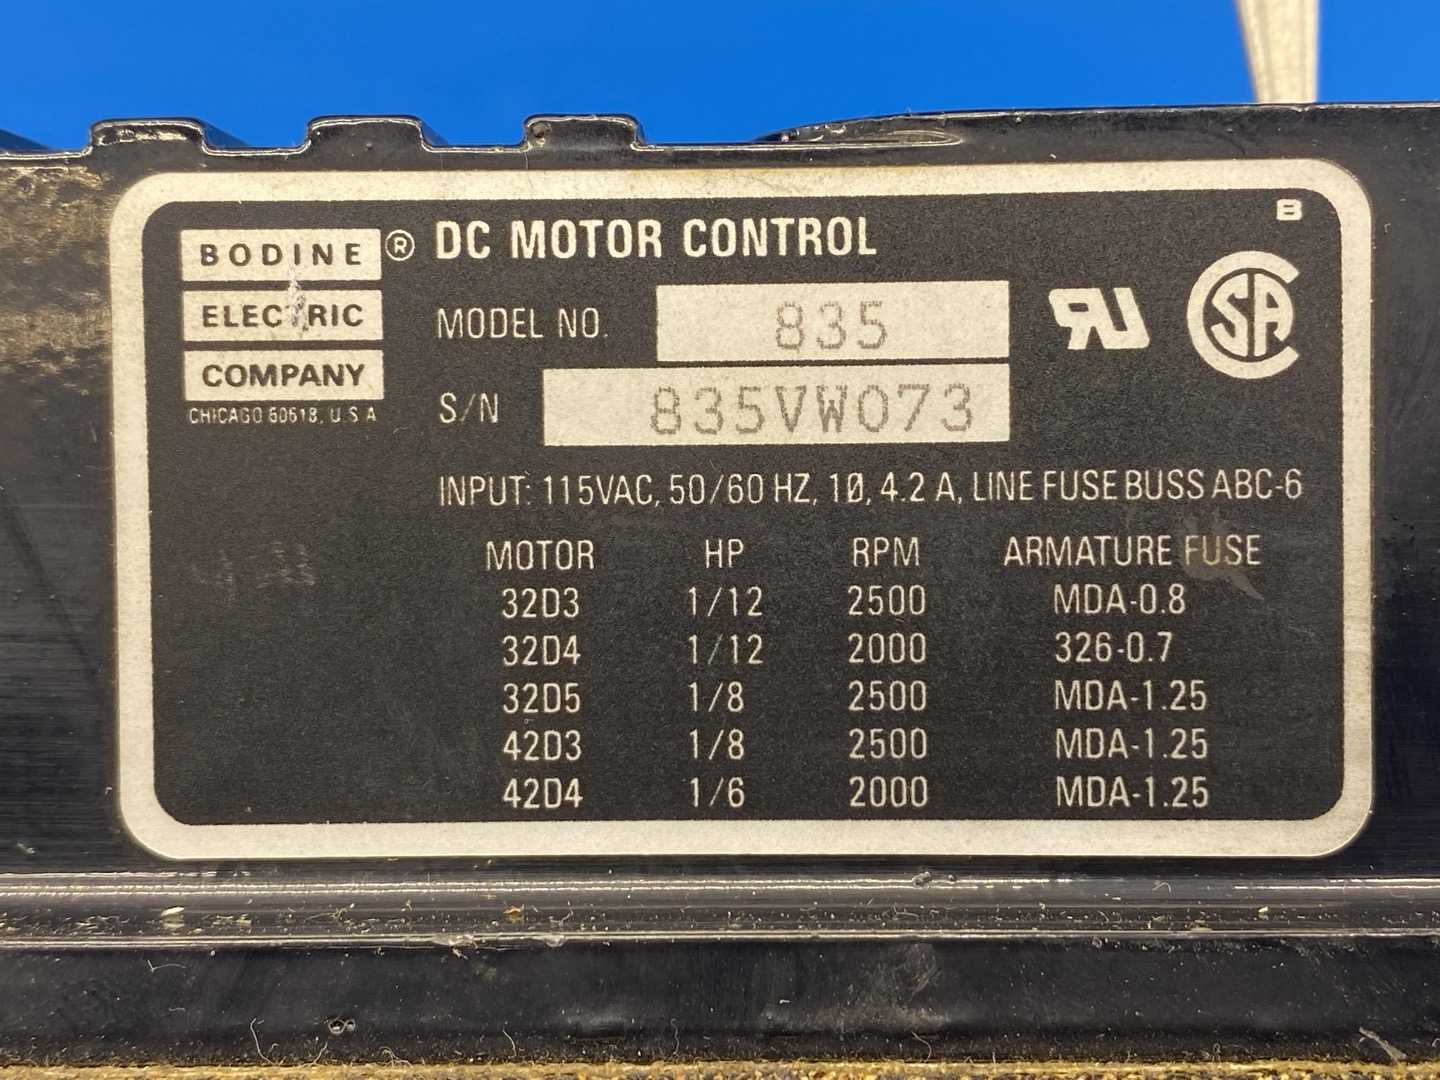 B
BODINE ® DC MOTOR CONTROL
ELECTRIC
COMPANY
CHICAGO 60618, U.S.A
MODEL NO. 835
S/N 835VW073
INPUT: 115VAC, 50/60 HZ, 1Ø, 4.2 A, LINE FUSE BUSS ABC-6
MOTOR HP RPM ARMATURE FUSE
32D3 1/12 2500 MDA-0.8
32D4 1/12 2000 326-0.7
32D5 1/8 2500 MDA-1.25
42D3 1/8 2500 MDA-1.25
42D4 1/6 2000 MDA-1.25
RU
CSA